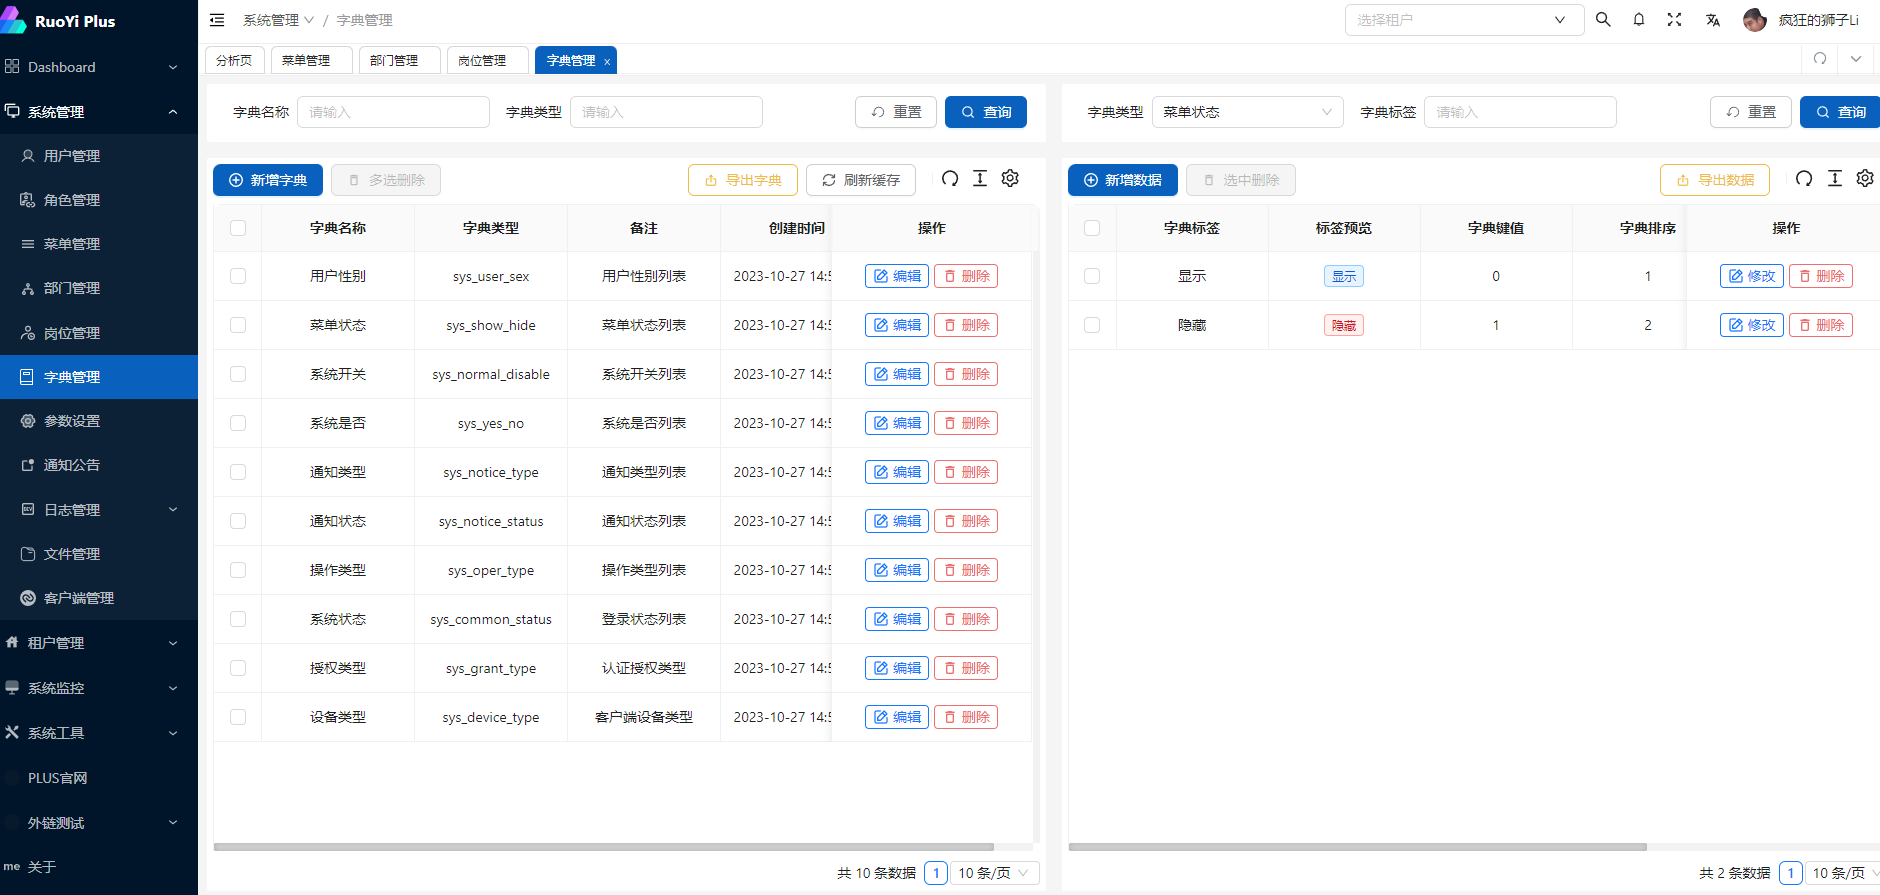 RuoYi Plus
Dashboard
系统管理
用户管理
角色管理
菜单管理
部门管理
岗位管理
字典管理
参数设置
通知公告
日志管理
文件管理
客户端管理
租户管理
系统监控
系统工具
PLUS官网
外链测试
me 关于
系统管理 / 字典管理
选择租户
疯狂的狮子Li
分析页 菜单管理 部门管理 岗位管理 字典管理 x
字典名称 请输入 字典类型 请输入 重置 查询
新增字典 多选删除 导出字典 刷新缓存
字典名称 字典类型 备注 创建时间 操作
用户性别 sys_user_sex 用户性别列表 2023-10-27 14:5 编辑 删除
菜单状态 sys_show_hide 菜单状态列表 2023-10-27 14:5 编辑 删除
系统开关 sys_normal_disable 系统开关列表 2023-10-27 14:5 编辑 删除
系统是否 sys_yes_no 系统是否列表 2023-10-27 14:5 编辑 删除
通知类型 sys_notice_type 通知类型列表 2023-10-27 14:5 编辑 删除
通知状态 sys_notice_status 通知状态列表 2023-10-27 14:5 编辑 删除
操作类型 sys_oper_type 操作类型列表 2023-10-27 14:5 编辑 删除
系统状态 sys_common_status 登录状态列表 2023-10-27 14:5 编辑 删除
授权类型 sys_grant_type 认证授权类型 2023-10-27 14:5 编辑 删除
设备类型 sys_device_type 客户端设备类型 2023-10-27 14:5 编辑 删除
共 10 条数据 1 10 条/页
字典类型 菜单状态 字典标签 请输入 重置 查询
新增数据 选中删除 导出数据
字典标签 标签预览 字典键值 字典排序 操作
显示 显示 0 1 修改 删除
隐藏 隐藏 1 2 修改 删除
共 2 条数据 1 10 条/页